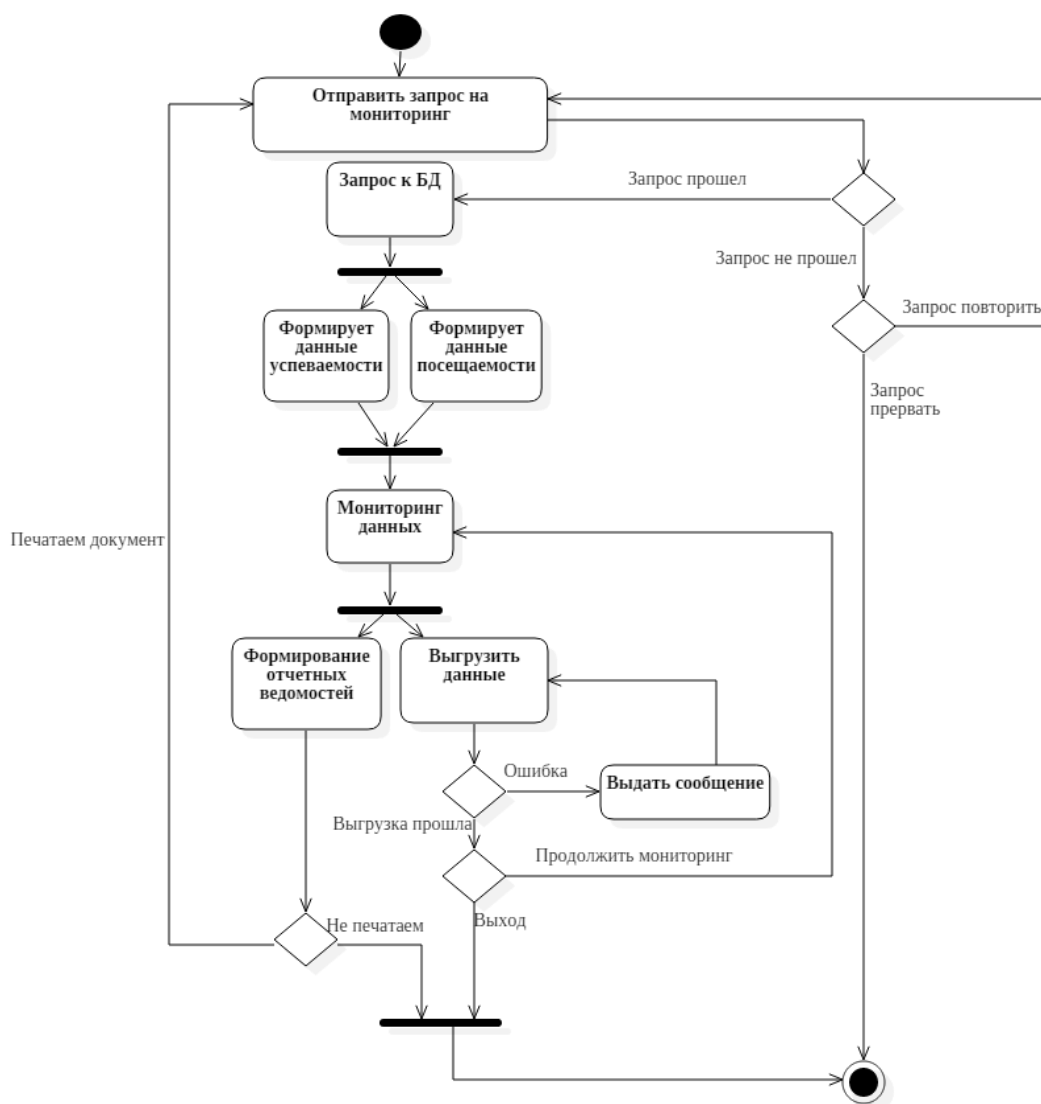 Отправить запрос на
мониторинг
Запрос прошел
Запрос к БД
Запрос не прошел
Запрос повторить
Формирует
данные
успеваемости
Формирует
данные
посещаемости
Запрос
прервать
Мониторинг
данных
Печатаем документ
Формирование
отчетных
ведомостей
Выгрузить
данные
Ошибка
Выдать сообщение
Выгрузка прошла
Продолжить мониторинг
Не печатаем
Выход